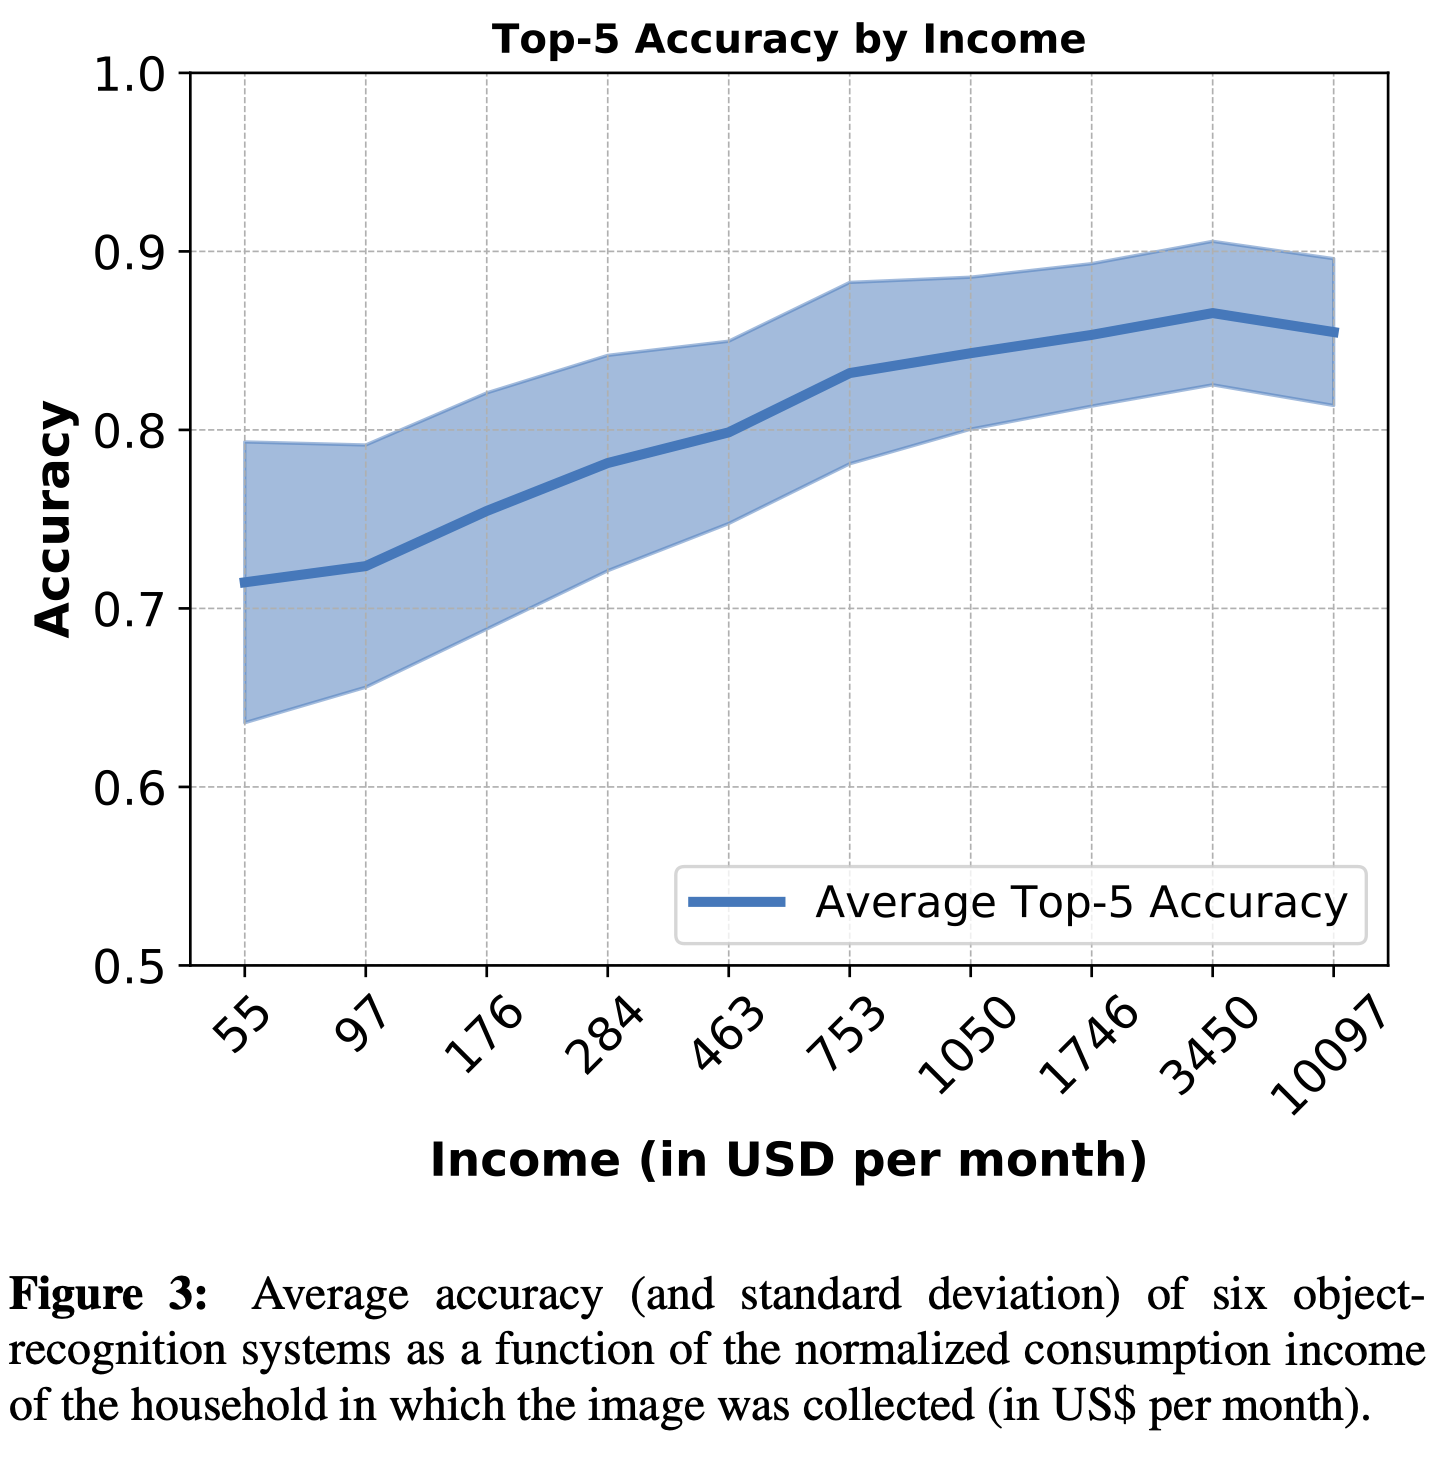 Top-5 Accuracy by Income
1.0
0.9
0.8
0.7
0.6
0.5
Accuracy
Average Top-5 Accuracy
55
97
176
284
463
753
1050
1746
3450
10097
Income (in USD per month)
Figure 3: Average accuracy (and standard deviation) of six object-
recognition systems as a function of the normalized consumption income
of the household in which the image was collected (in US$ per month).